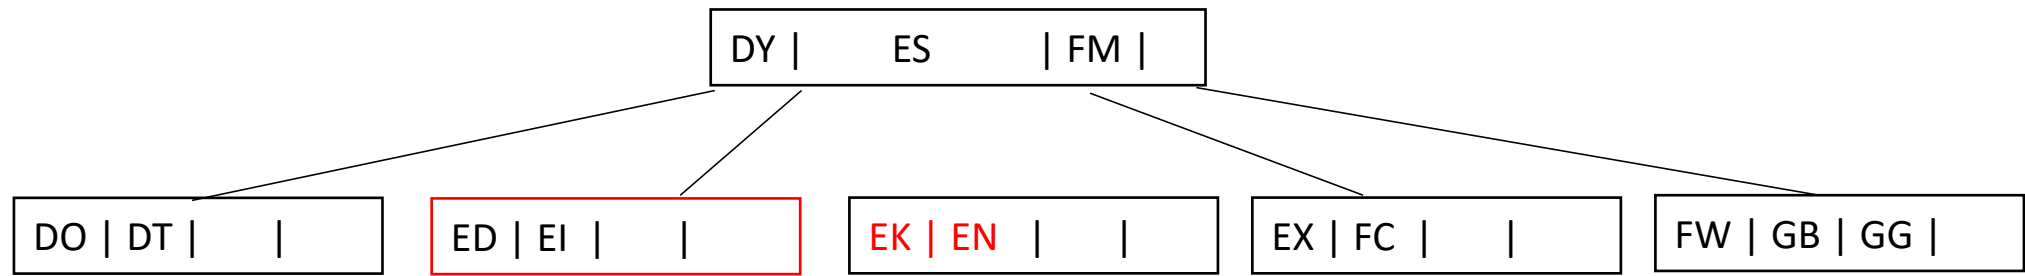 DY | ES | FM |
DO | DT | |
ED | EI | |
EK | EN | |
EX | FC | |
FW | GB | GG |